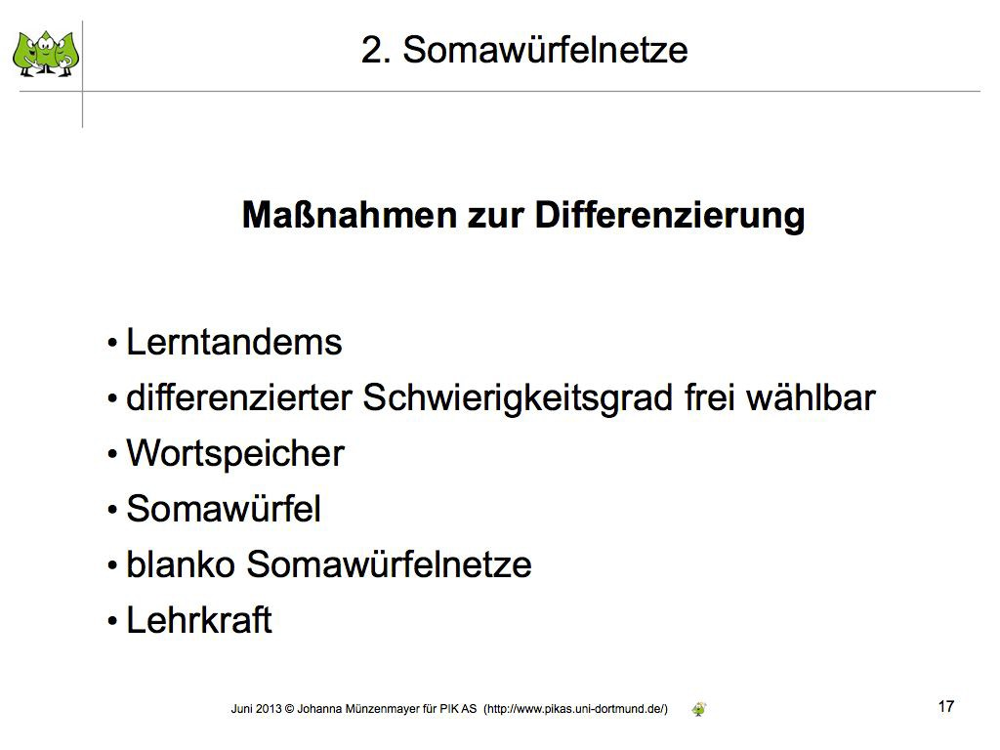 2. Somawürfelnetze
Maßnahmen zur Differenzierung
• Lerntandems
• differenzierter Schwierigkeitsgrad frei wählbar
• Wortspeicher
• Somawürfel
• blanko Somawürfelnetze
• Lehrkraft
Juni 2013 © Johanna Münzenmayer für PIK AS (http://www.pikas.uni-dortmund.de/)
17